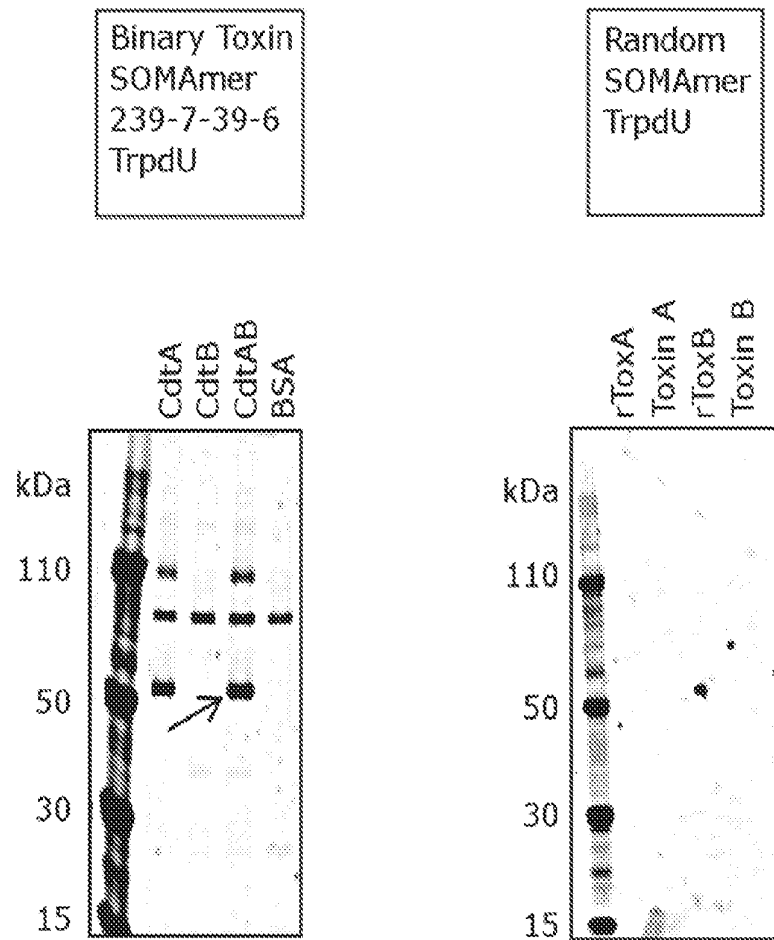 Binary Toxin
SOMAmer
239-7-39-6
TrpdU
Random
SOMAmer
TrpdU
CdtA
CdtB
CdtAB
BSA
kDa
110
50
30
15
rToxA
Toxin A
rToxB
Toxin B
kDa
110
50
30
15